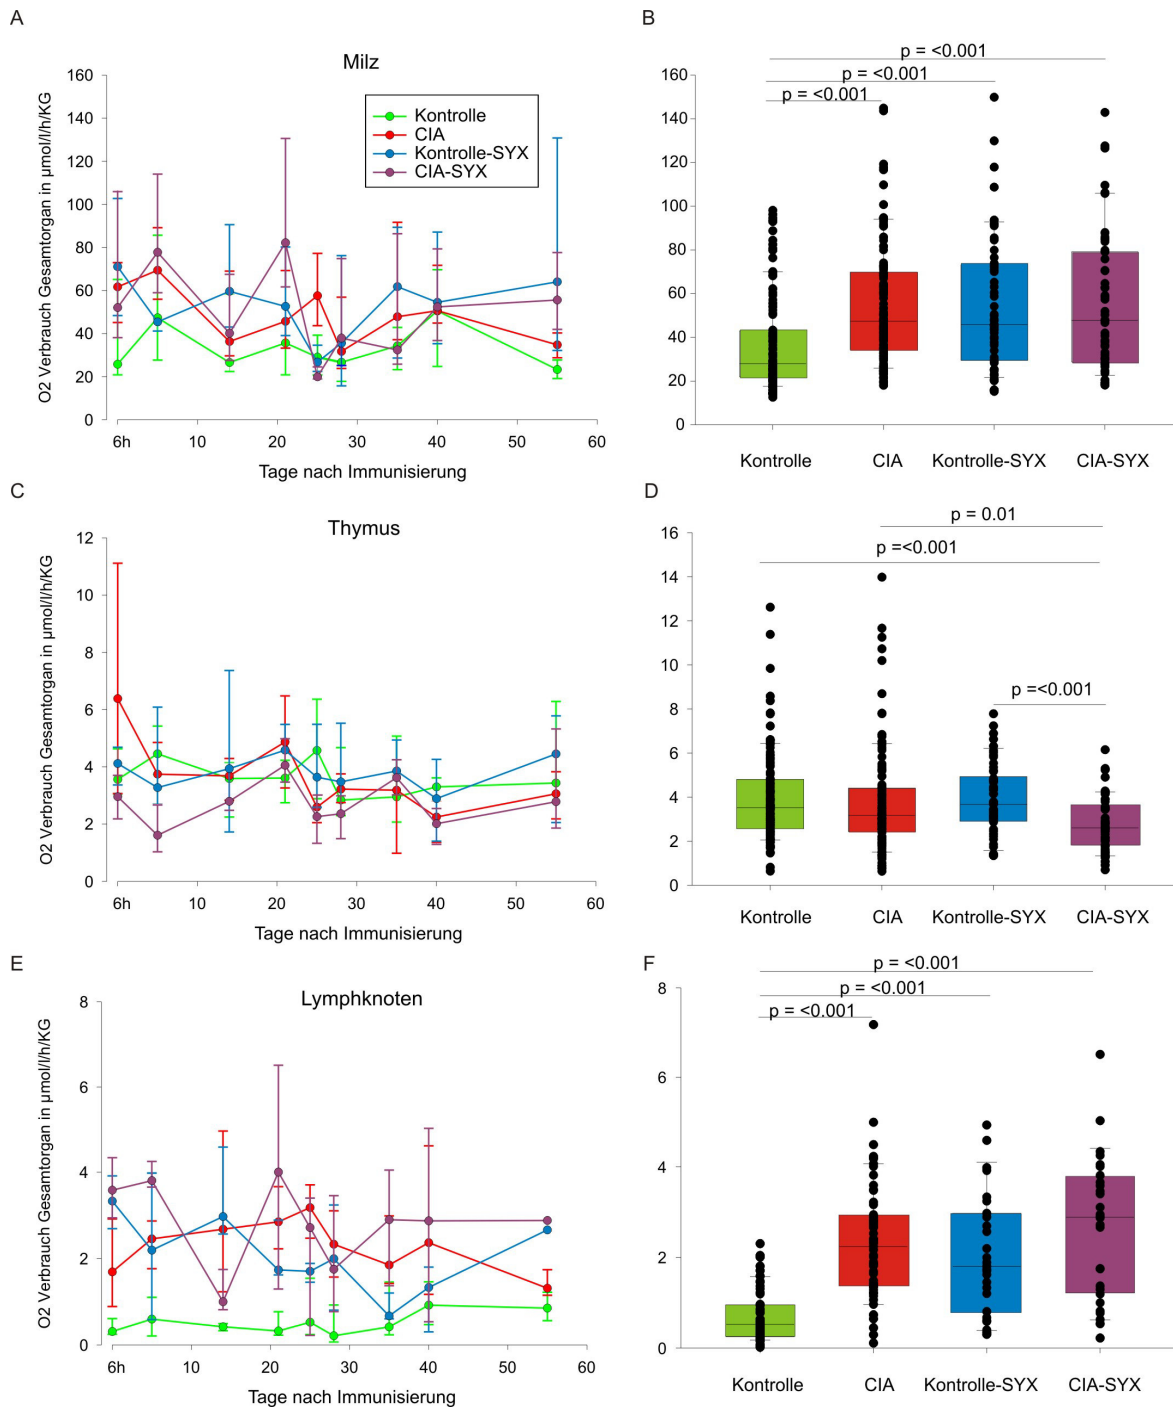 A
Milz
O2 Verbrauch Gesamtorgan in µmol/l/h/KG
160
140
120
100
80
60
40
20
0
Kontrolle
CIA
Kontrolle-SYX
CIA-SYX
6h 10 20 30 40 50 60
Tage nach Immunisierung
B
p = <0.001
p = <0.001
p = <0.001
160
140
120
100
80
60
40
20
0
Kontrolle CIA Kontrolle-SYX CIA-SYX
C
Thymus
O2 Verbrauch Gesamtorgan in µmol/l/h/KG
12
10
8
6
4
2
0
6h 10 20 30 40 50 60
Tage nach Immunisierung
D
p = 0.01
p =<0.001
p =<0.001
16
14
12
10
8
6
4
2
0
Kontrolle CIA Kontrolle-SYX CIA-SYX
E
Lymphknoten
O2 Verbrauch Gesamtorgan in µmol/l/h/KG
8
6
4
2
0
6h 10 20 30 40 50 60
Tage nach Immunisierung
F
p = <0.001
p = <0.001
p = <0.001
8
6
4
2
0
Kontrolle CIA Kontrolle-SYX CIA-SYX